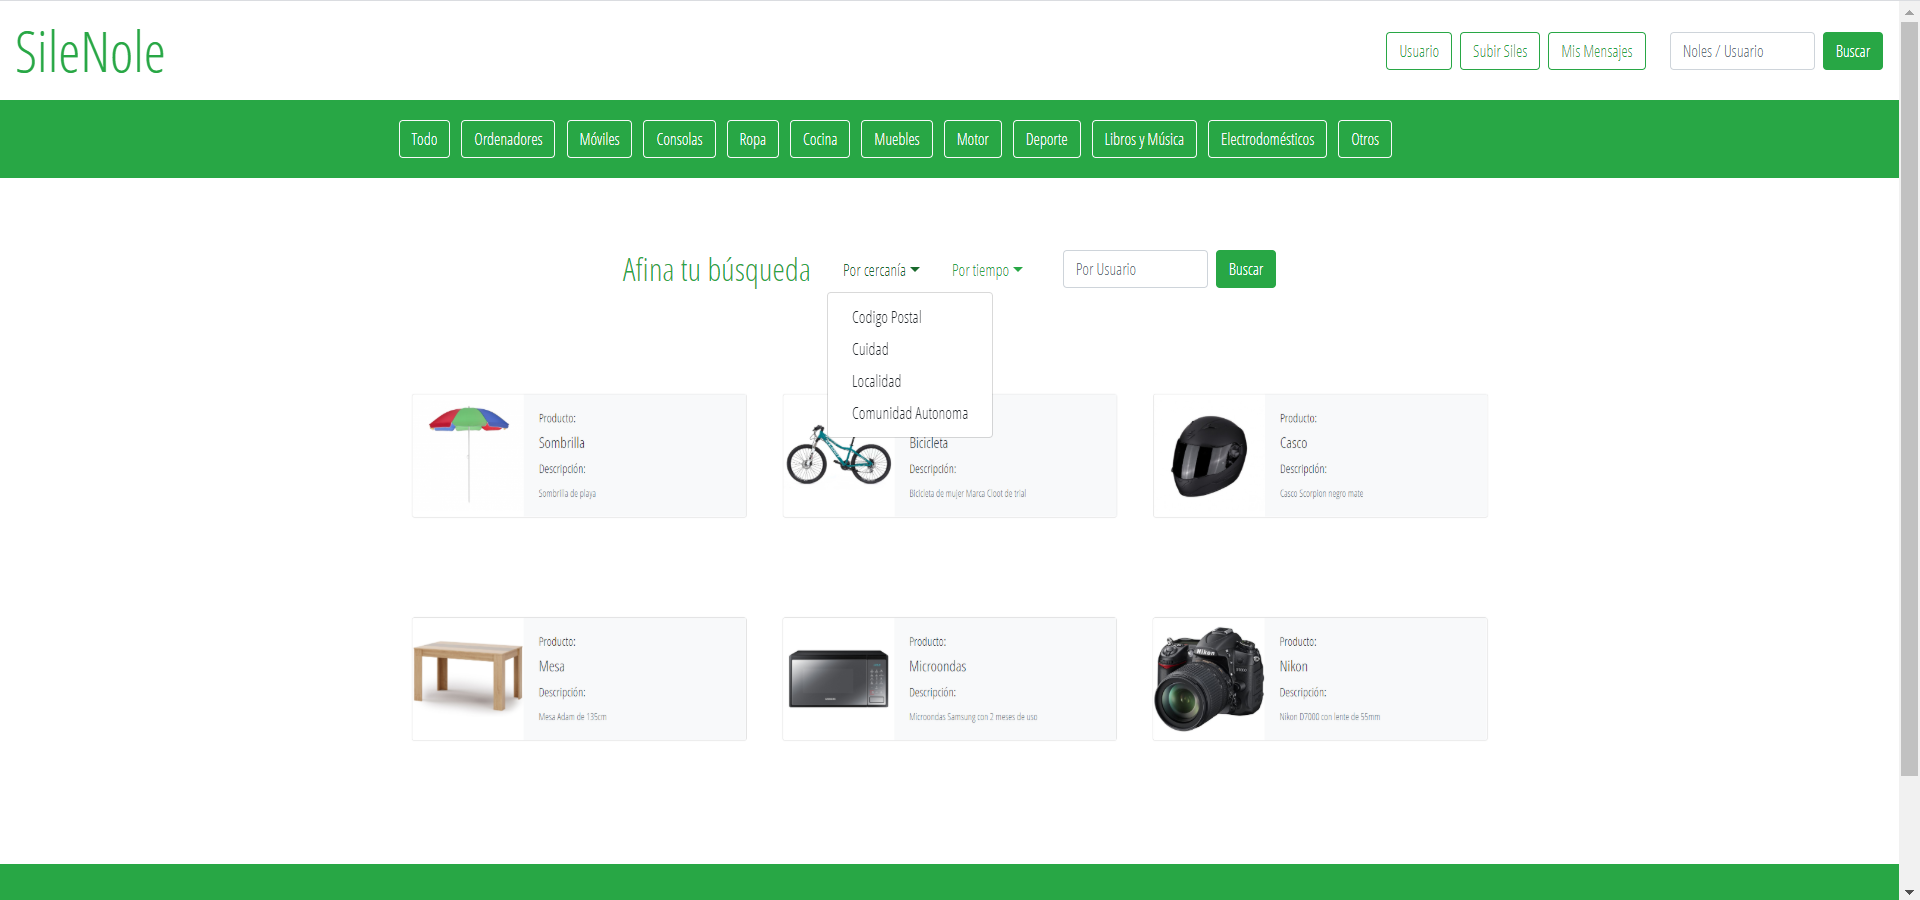 SileNole
Usuario
Subir Siles
Mis Mensajes
Noles / Usuario
Buscar
Todo
Ordenadores
Móviles
Consolas
Ropa
Cocina
Muebles
Motor
Deporte
Libros y Música
Electrodomésticos
Otros
Afina tu búsqueda
Por cercanía
Por tiempo
Por Usuario
Buscar
Codigo Postal
Cuidad
Localidad
Comunidad Autonoma
Producto:
Sombrilla
Descripción:
Sombrilla de playa
Bicicleta
Descripción:
Bicicleta de mujer Marca Cloot de trial
Producto:
Casco
Descripción:
Casco Scorpion negro mate
Producto:
Mesa
Descripción:
Mesa Adam de 135cm
Producto:
Microondas
Descripción:
Microondas Samsung con 2 meses de uso
Nikon
Producto:
Nikon
Descripción:
Nikon D7000 con lente de 55mm